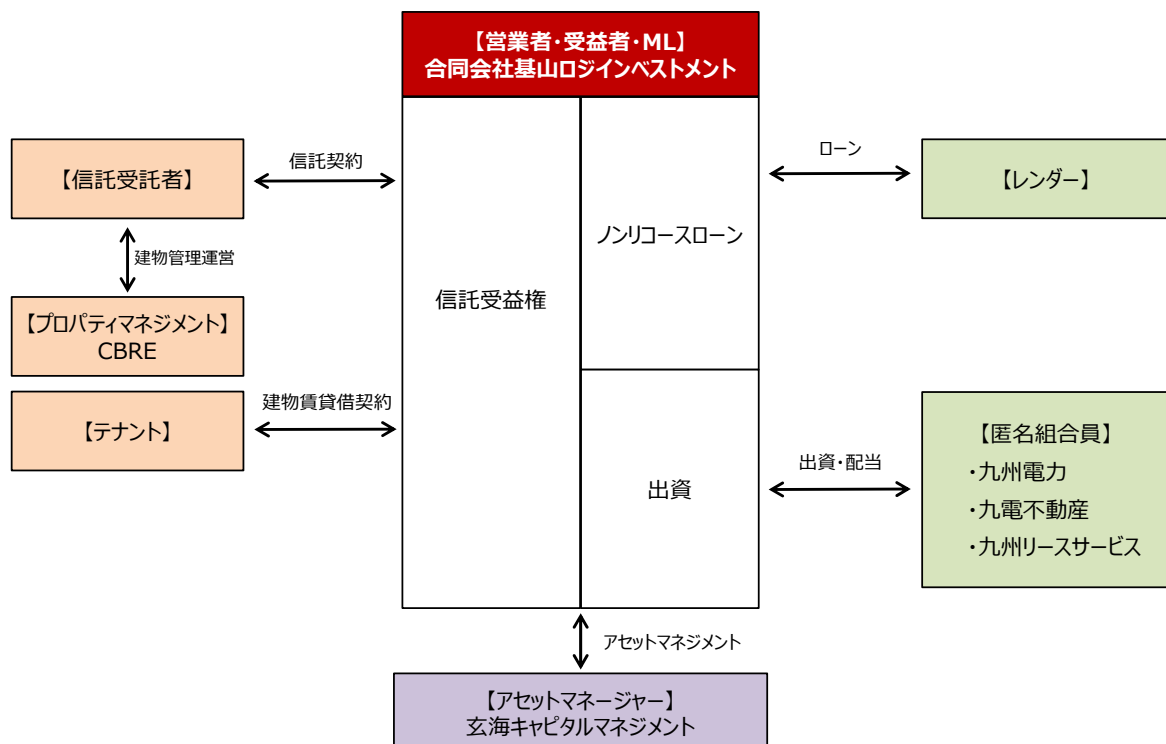 【営業者・受益者・ML】
合同会社基山ロジインベストメント
信託契約
ローン
【信託受託者】
【レンダー】
建物管理運営
ノンリコースローン
信託受益権
【プロパティマネジメント】
CBRE
建物賃貸借契約
【テナント】
出資・配当
出資
【匿名組合員】
・九州電力
・九電不動産
・九州リースサービス
アセットマネジメント
【アセットマネージャー】
玄海キャピタルマネジメント